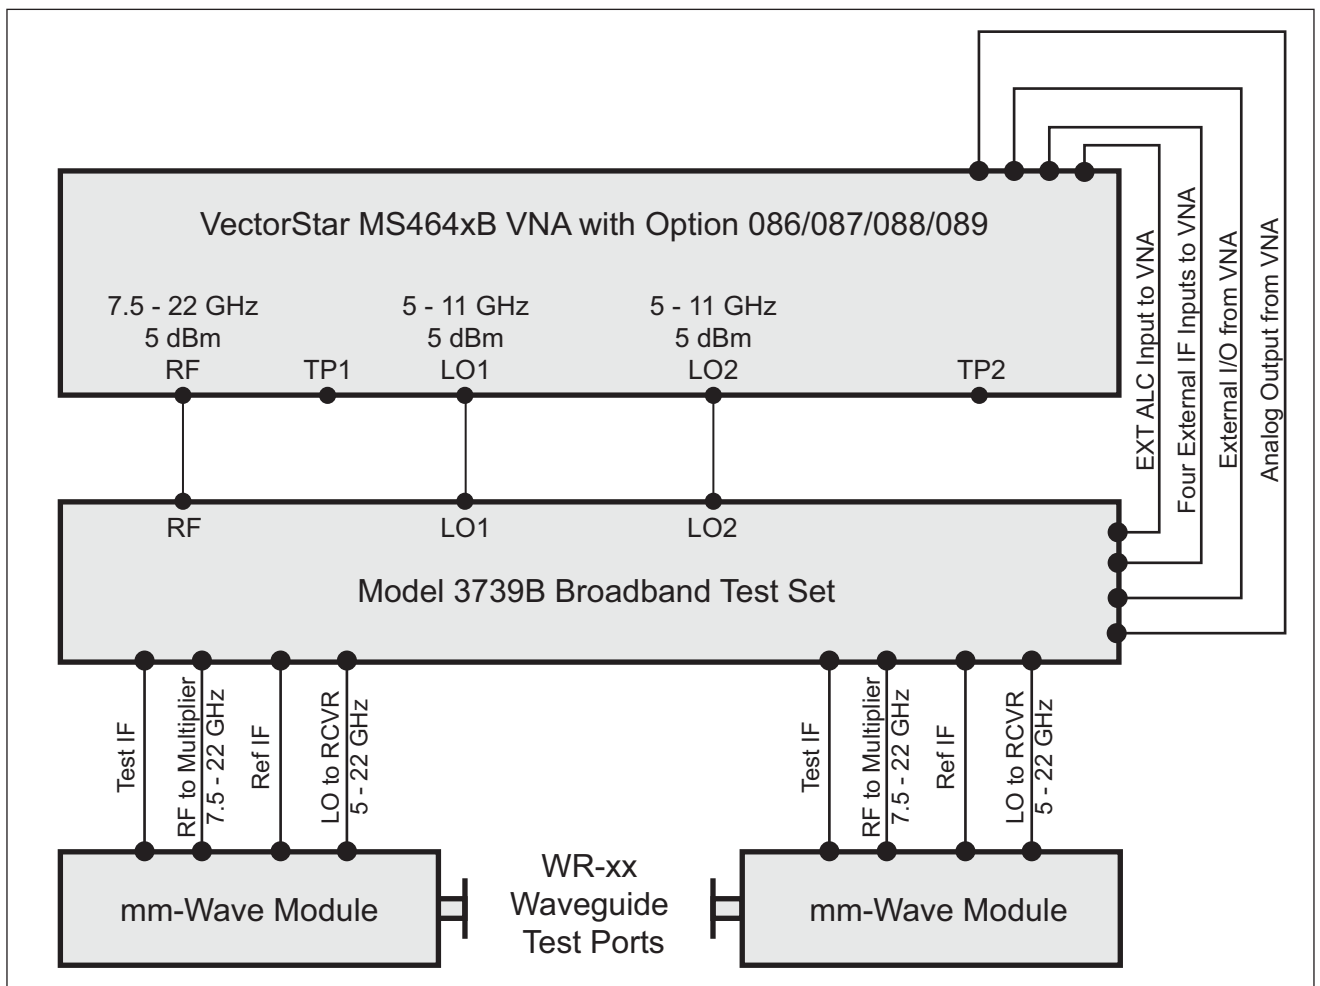 VectorStar MS464xB VNA with Option 086/087/088/089
7.5 - 22 GHz
5 dBm
RF
TP1
5 - 11 GHz
5 dBm
LO1
5 - 11 GHz
5 dBm
LO2
TP2
EXT ALC Input to VNA
Four External IF Inputs to VNA
External I/O from VNA
Analog Output from VNA
RF
LO1
LO2
Model 3739B Broadband Test Set
Test IF
RF to Multiplier
7.5 - 22 GHz
Ref IF
LO to RCVR
5 - 22 GHz
Test IF
RF to Multiplier
7.5 - 22 GHz
Ref IF
LO to RCVR
5 - 22 GHz
mm-Wave Module
WR-xx
Waveguide
Test Ports
mm-Wave Module